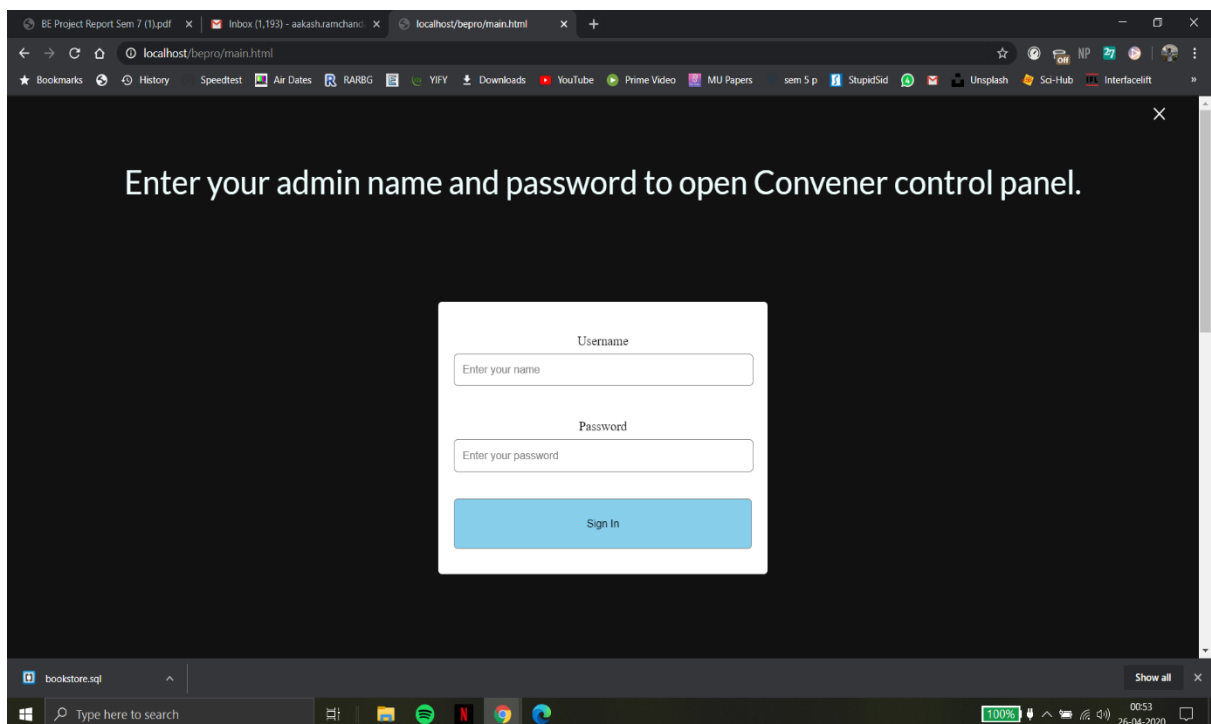 BE Project Report Sem 7 (1).pdf
Inbox (1,193) - aakash.ramchand
localhost/bepro/main.html
localhost/bepro/main.html
Off
NP
27
Bookmarks
History
Speedtest
Air Dates
RARBG
YIFY
Downloads
YouTube
Prime Video
MU Papers
sem 5 p
StupidSid
Unsplash
Sci-Hub
Interfacelift
»
Enter your admin name and password to open Convener control panel.
Username
Enter your name
Password
Enter your password
Sign In
bookstore.sql
Show all
Type here to search
100%
00:53
26-04-2020